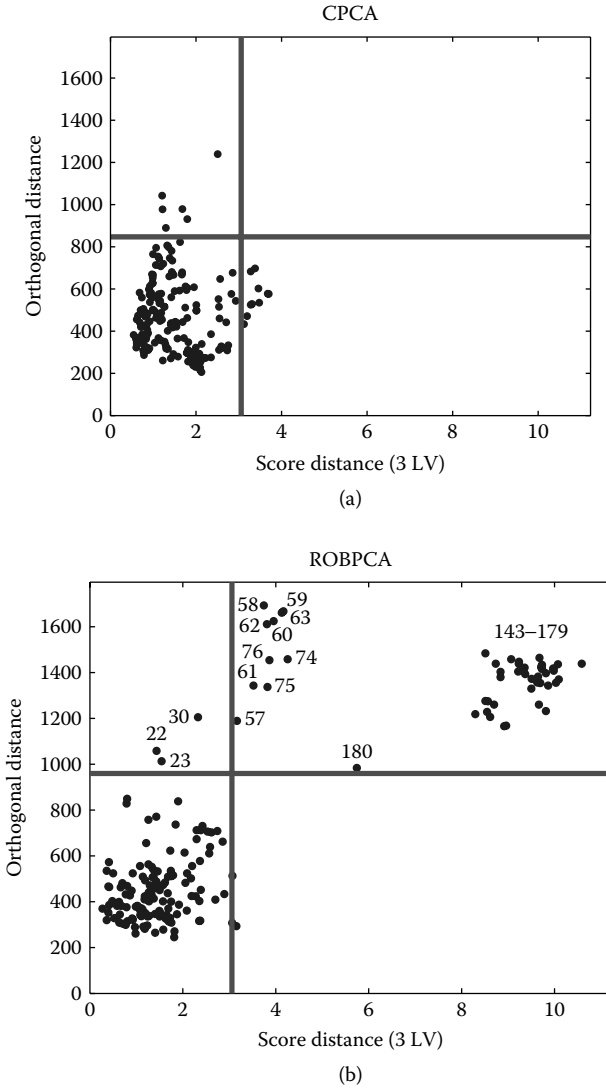 CPCA
1600
1400
1200
1000
800
600
400
200
0
0 2 4 6 8 10
Orthogonal distance
Score distance (3 LV)
(a)
ROBPCA
1600
1400
1200
1000
800
600
400
200
0
0 2 4 6 8 10
Orthogonal distance
58 59
62 63
60
76 74
61
75
30 57
22
23
180
143–179
Score distance (3 LV)
(b)